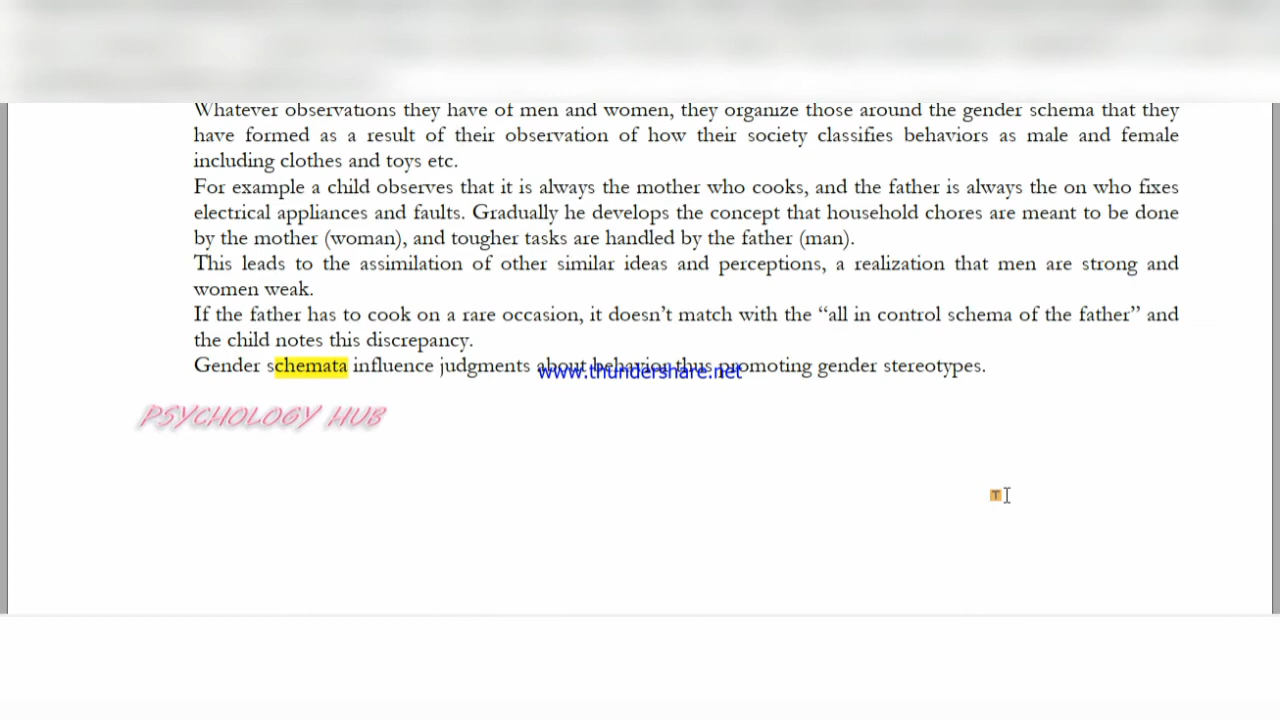 Whatever observations they have of men and women, they organize those around the gender schema that they
have formed as a result of their observation of how their society classifies behaviors as male and female
including clothes and toys etc.
For example a child observes that it is always the mother who cooks, and the father is always the on who fixes
electrical appliances and faults. Gradually he develops the concept that household chores are meant to be done
by the mother (woman), and tougher tasks are handled by the father (man).
This leads to the assimilation of other similar ideas and perceptions, a realization that men are strong and
women weak.
If the father has to cook on a rare occasion, it doesn’t match with the “all in control schema of the father” and
the child notes this discrepancy.
Gender schemata influence judgments about behavior thus promoting gender stereotypes.
www.thundershare.net
PSYCHOLOGY HUB